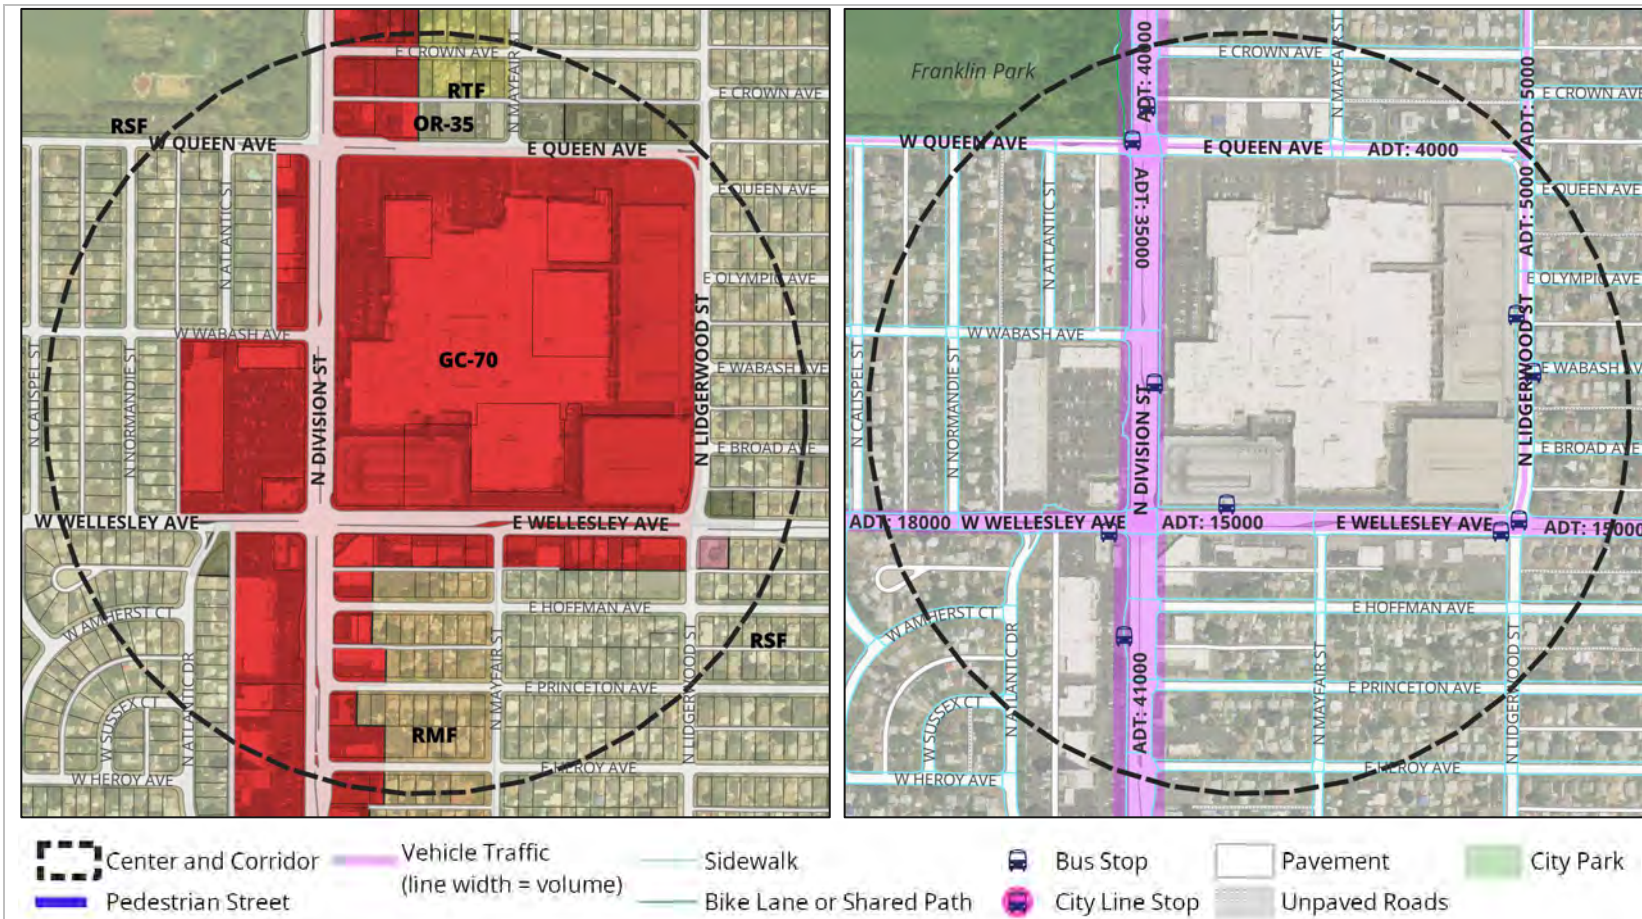 E CROWN AVE
N MAYFAIR ST
RTF
E CROWN AVE
OR-35
RSF
W QUEEN AVE
E QUEEN AVE
N ATLANTIC ST
E QUEEN AVE
E OLYMPIC AVE
W WABASH AVE
N CALISPEL ST
N NORMANDIE ST
N DIVISION ST
GC-70
N LIDGERWOOD ST
E WABASH AVE
E BROAD AVE
W WELLESLEY AVE
E WELLESLEY AVE
W AMHERST CT
E HOFFMAN AVE
RSF
N ATLANTIC DR
W SUSSEX CT
N MAYFAIR ST
E PRINCETON AVE
N LIDGERWOOD ST
RMF
W HEROY AVE
E HEROY AVE
Franklin Park
ADT: 40000
E CROWN AVE
N MAYFAIR ST
ADT: 5000
E CROWN AVE
W QUEEN AVE
E QUEEN AVE
ADT: 4000
N ATLANTIC ST
ADT: 35000
ADT: 5000
E QUEEN AVE
E OLYMPIC AVE
W WABASH AVE
N CALISPEL ST
N NORMANDIE ST
N DIVISION ST
N LIDGERWOOD ST
E WABASH AVE
E BROAD AVE
ADT: 18000
W WELLESLEY AVE
ADT: 15000
E WELLESLEY AVE
ADT: 15000
W AMHERST CT
E HOFFMAN AVE
N ATLANTIC DR
W SUSSEX CT
ADT: 41000
N MAYFAIR ST
E PRINCETON AVE
N LIDGERWOOD ST
W HEROY AVE
E HEROY AVE
Center and Corridor
Pedestrian Street
Vehicle Traffic
(line width = volume)
Sidewalk
Bike Lane or Shared Path
Bus Stop
City Line Stop
Pavement
Unpaved Roads
City Park